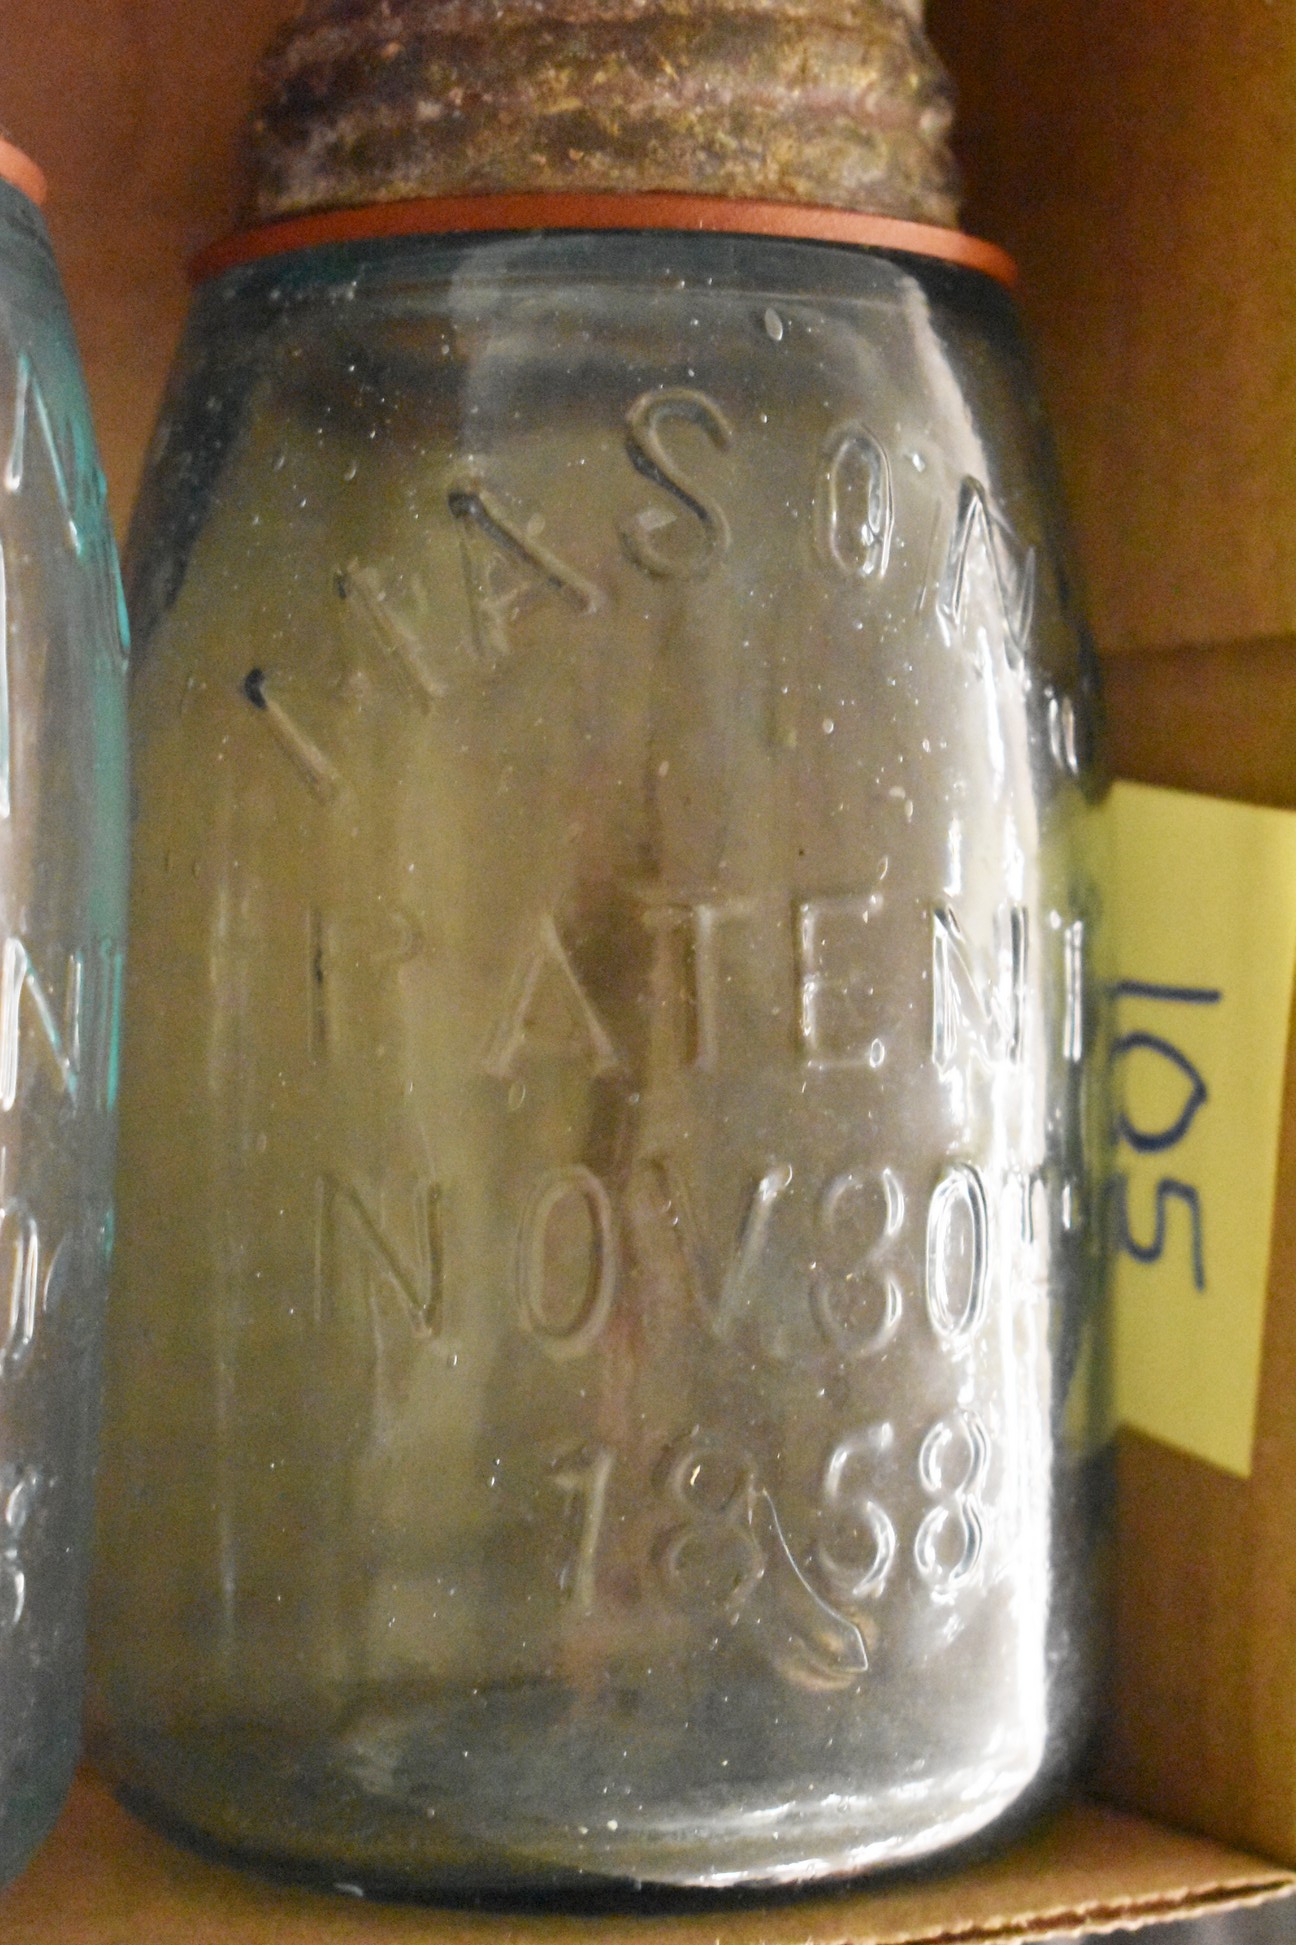 MASON'S
PATENT
NOV 30TH
1858
105